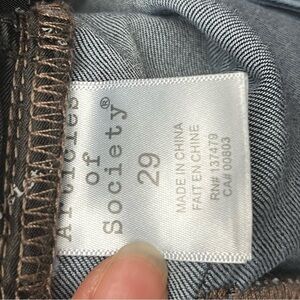 Articles
of
Society®
29
MADE IN CHINA
FAIT EN CHINE
RN# 137479
CA# 00803